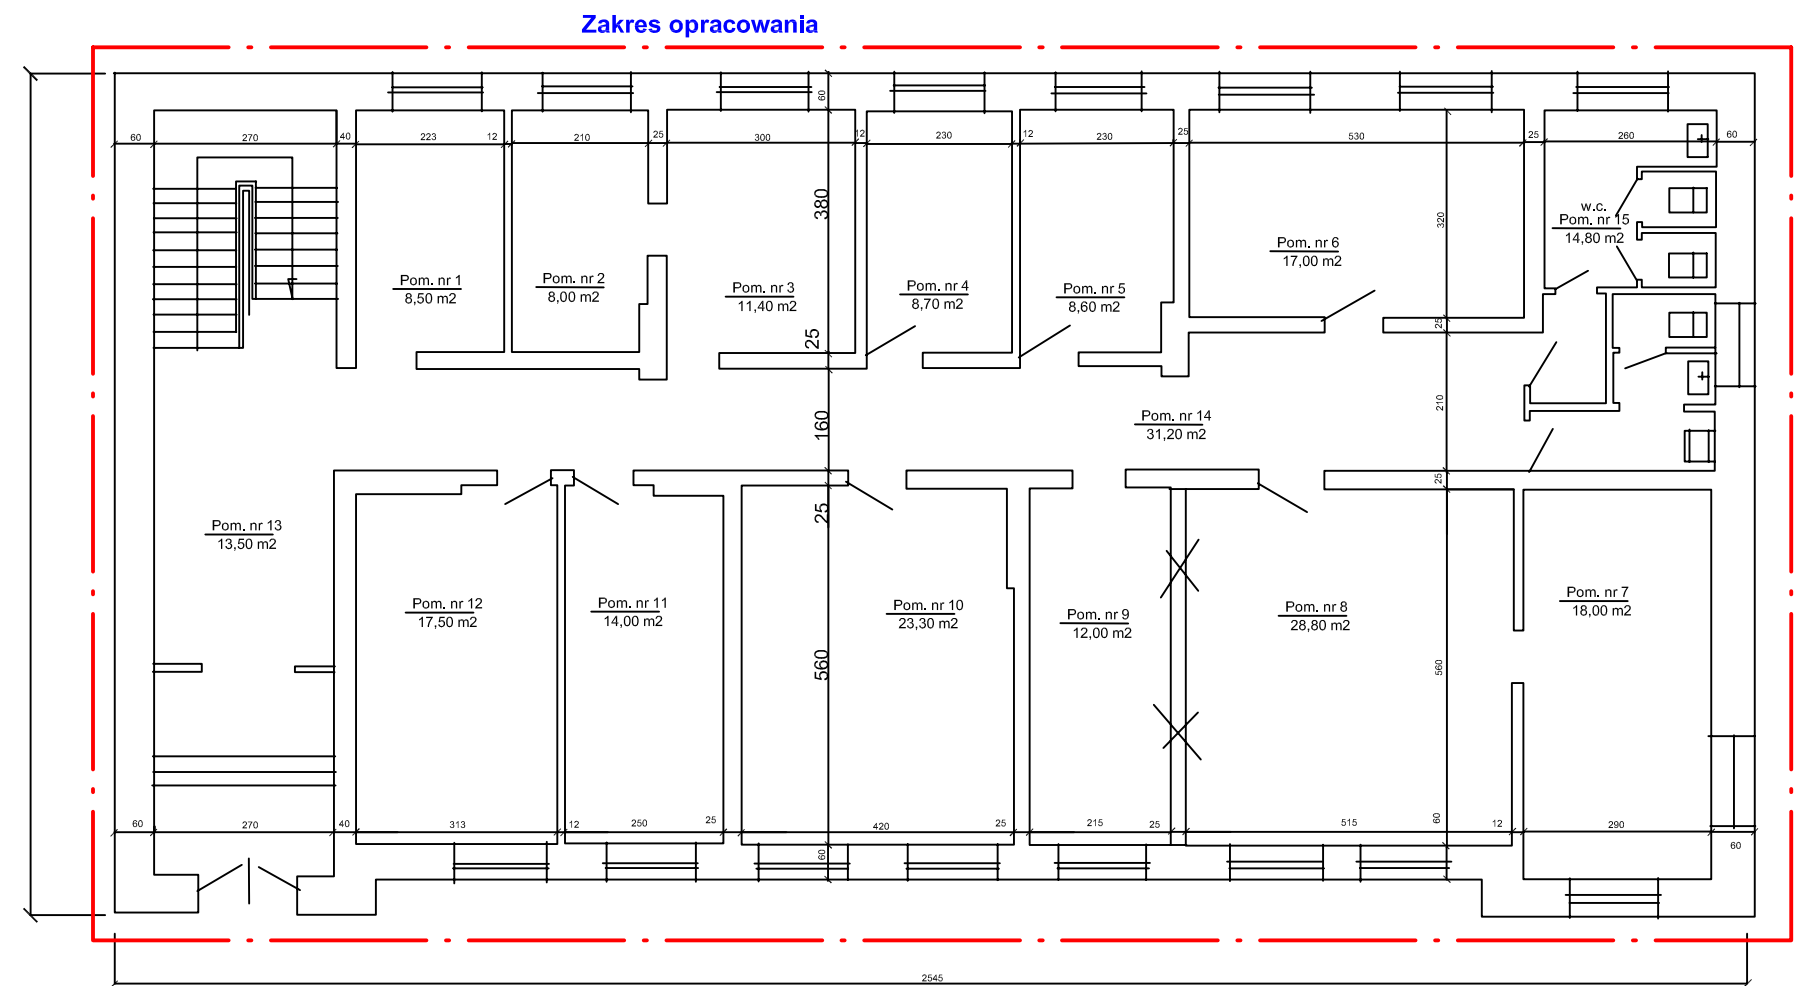 Zakres opracowania
60
60 270 40 223 12 210 25 300 12 230 12 230 25 530 25 260 60
380
320
w.c.
Pom. nr 15
14,80 m2
Pom. nr 6
17,00 m2
Pom. nr 1
8,50 m2
Pom. nr 2
8,00 m2
Pom. nr 3
11,40 m2
Pom. nr 4
8,70 m2
Pom. nr 5
8,60 m2
25
25
160
210
Pom. nr 14
31,20 m2
25
25
Pom. nr 13
13,50 m2
Pom. nr 12
17,50 m2
Pom. nr 11
14,00 m2
Pom. nr 10
23,30 m2
Pom. nr 9
12,00 m2
Pom. nr 8
28,80 m2
Pom. nr 7
18,00 m2
560
560
60 270 40 313 12 250 25 420 25 215 25 515 60 12 290 60
60
2545